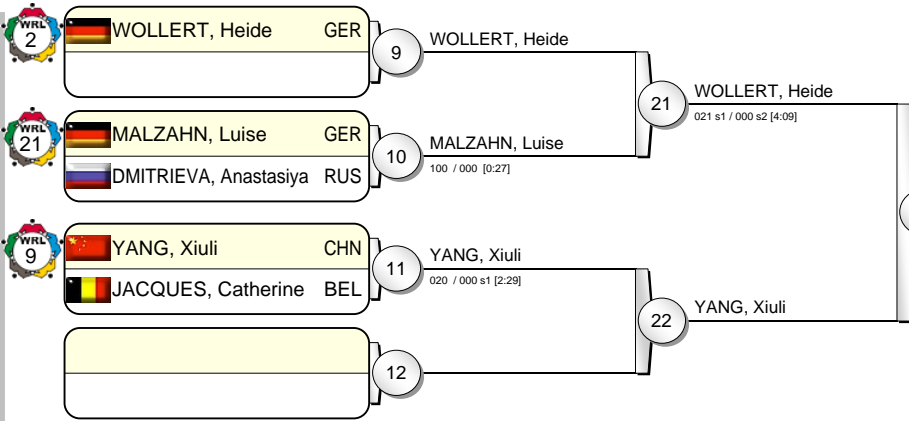 WRL
2
WOLLERT, Heide GER
9
WOLLERT, Heide
21
WOLLERT, Heide
021 s1 / 000 s2 [4:09]
WRL
21
MALZAHN, Luise GER
DMITRIEVA, Anastasiya RUS
10
MALZAHN, Luise
100 / 000 [0:27]
WRL
9
YANG, Xiuli CHN
JACQUES, Catherine BEL
11
YANG, Xiuli
020 / 000 s1 [2:29]
22
YANG, Xiuli
12